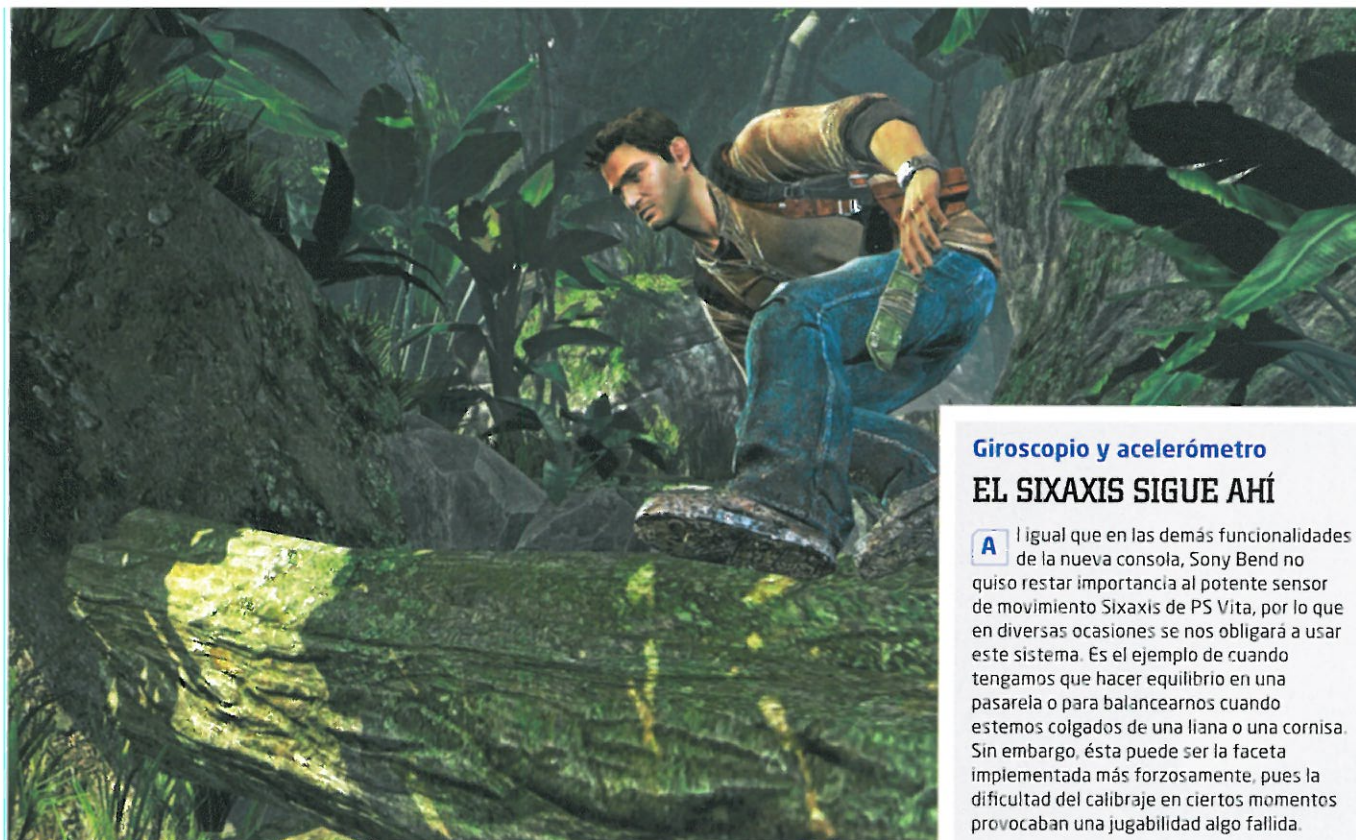 Giroscopio y acelerómetro
EL SIXAXIS SIGUE AHÍ
Al igual que en las demás funcionalidades
de la nueva consola, Sony Bend no
quiso restar importancia al potente sensor
de movimiento Sixaxis de PS Vita, por lo que
en diversas ocasiones se nos obligará a usar
este sistema. Es el ejemplo de cuando
tengamos que hacer equilibrio en una
pasarela o para balancearnos cuando
estemos colgados de una liana o una cornisa.
Sin embargo, ésta puede ser la faceta
implementada más forzosamente, pues la
dificultad del calibraje en ciertos momentos
provocaban una jugabilidad algo fallida.